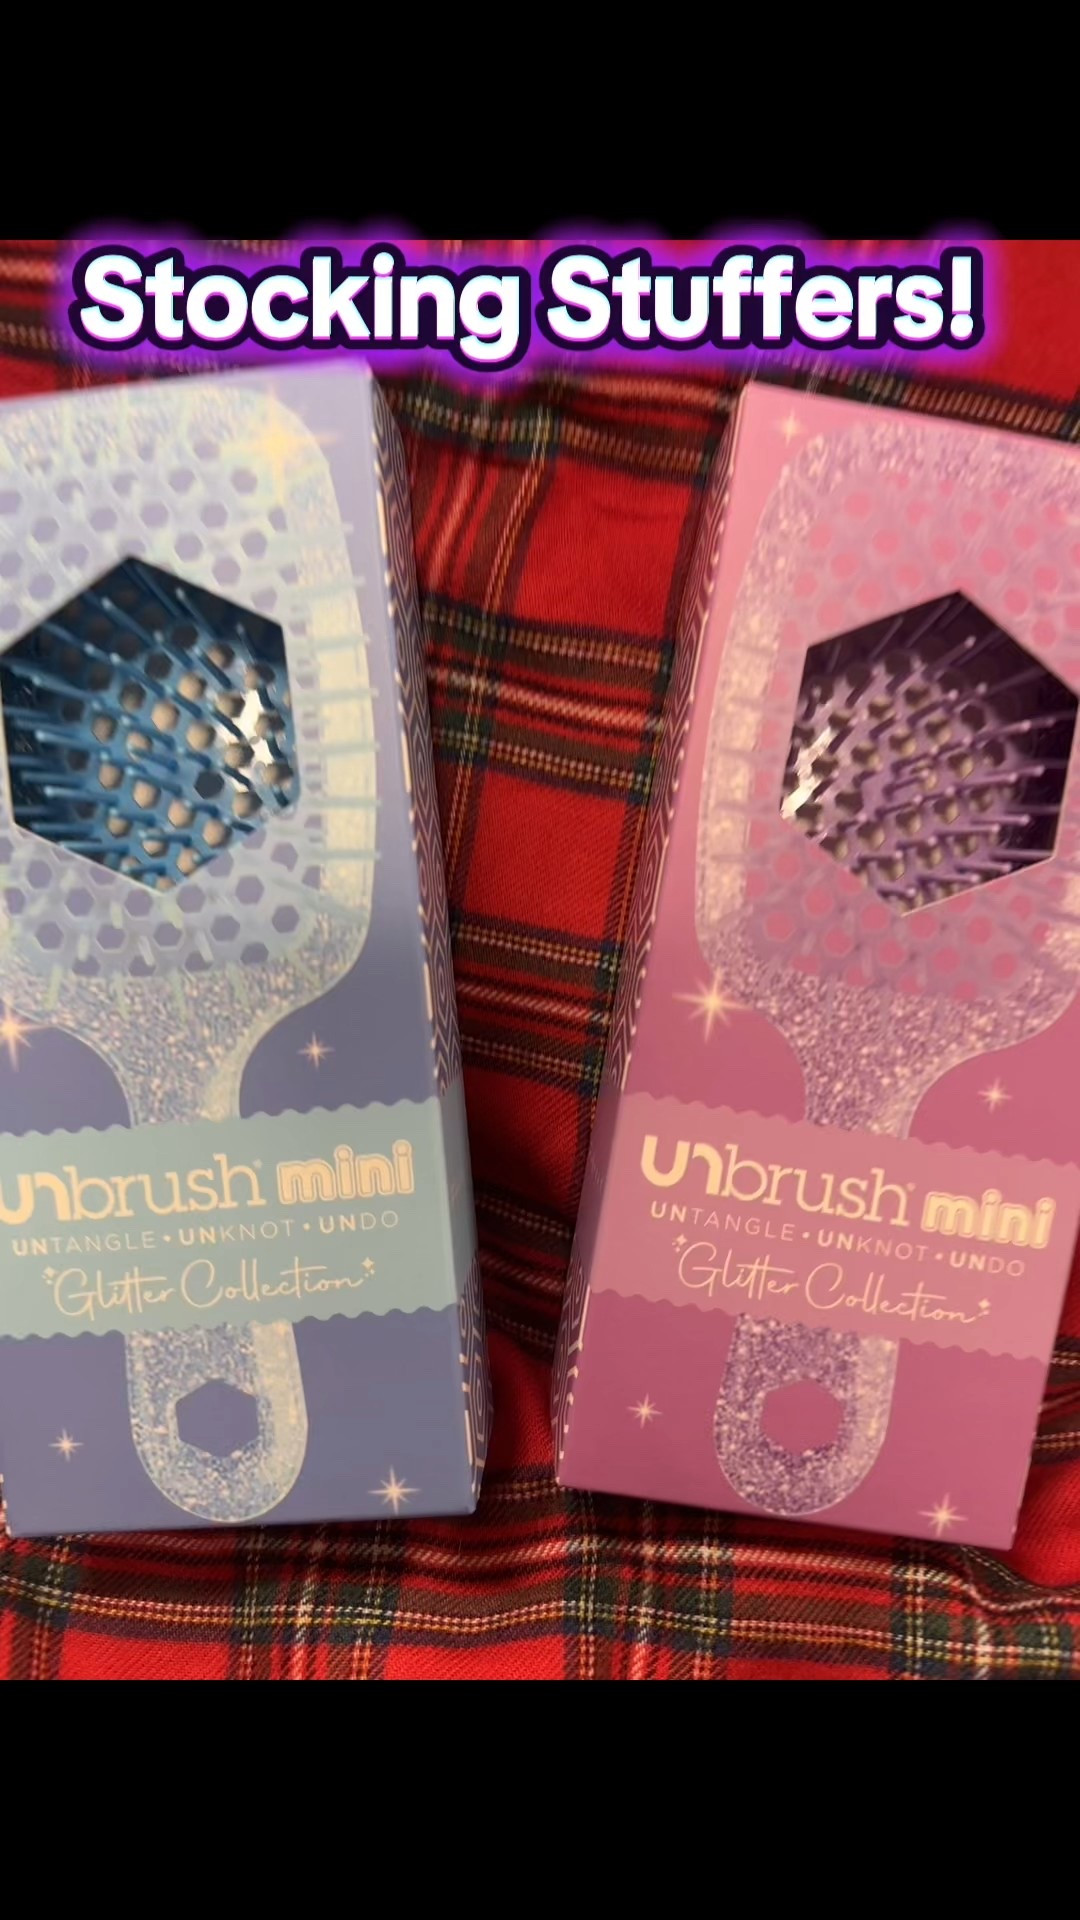 Stocking Stuffers!
unbrush® mini
UNTANGLE • UNKNOT • UNDO
Glitter Collection
unbrush® mini
UNTANGLE • UNKNOT • UNDO
Glitter Collection